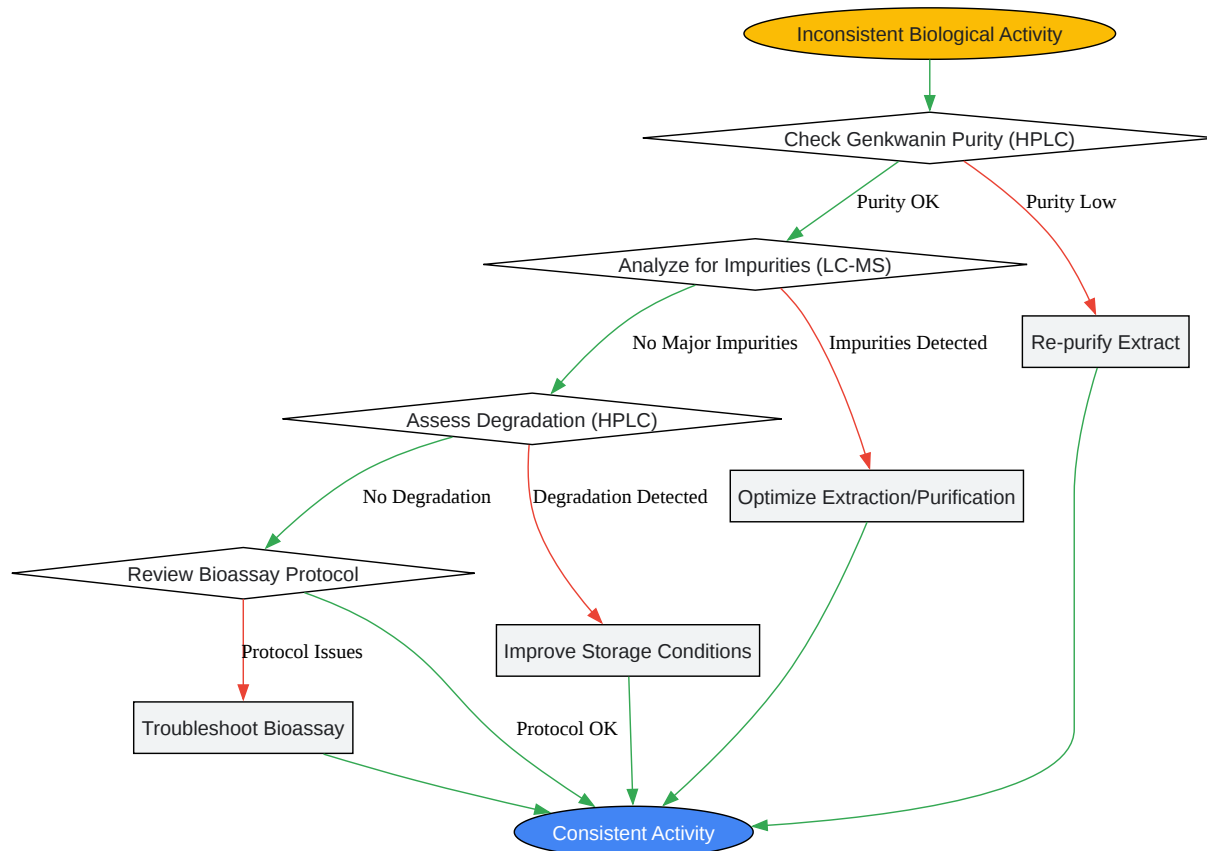 Inconsistent Biological Activity
Check Genkwanin Purity (HPLC)
Purity OK
Purity Low
Analyze for Impurities (LC-MS)
Re-purify Extract
No Major Impurities
Impurities Detected
Assess Degradation (HPLC)
Optimize Extraction/Purification
No Degradation
Degradation Detected
Review Bioassay Protocol
Improve Storage Conditions
Protocol Issues
Troubleshoot Bioassay
Protocol OK
Consistent Activity